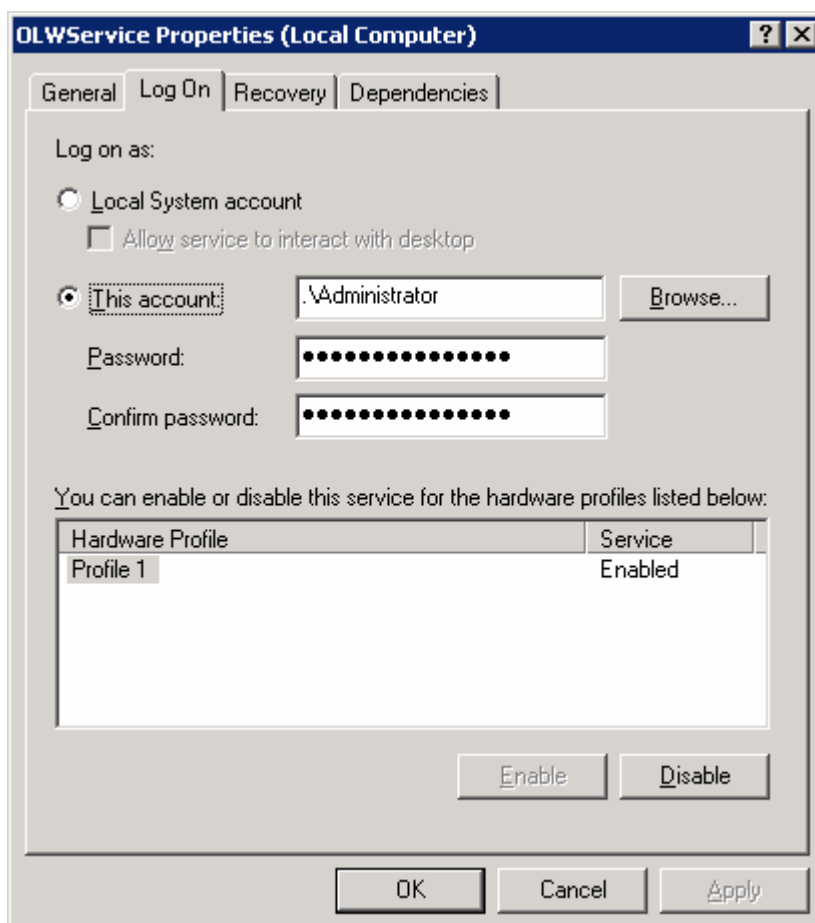 OLWService Properties (Local Computer)
General Log On Recovery Dependencies
Log on as:
Local System account
Allow service to interact with desktop
This account: .\Administrator Browse...
Password: •••••••••••••••
Confirm password: •••••••••••••••
You can enable or disable this service for the hardware profiles listed below:
Hardware Profile Service
Profile 1 Enabled
Enable Disable
OK Cancel Apply